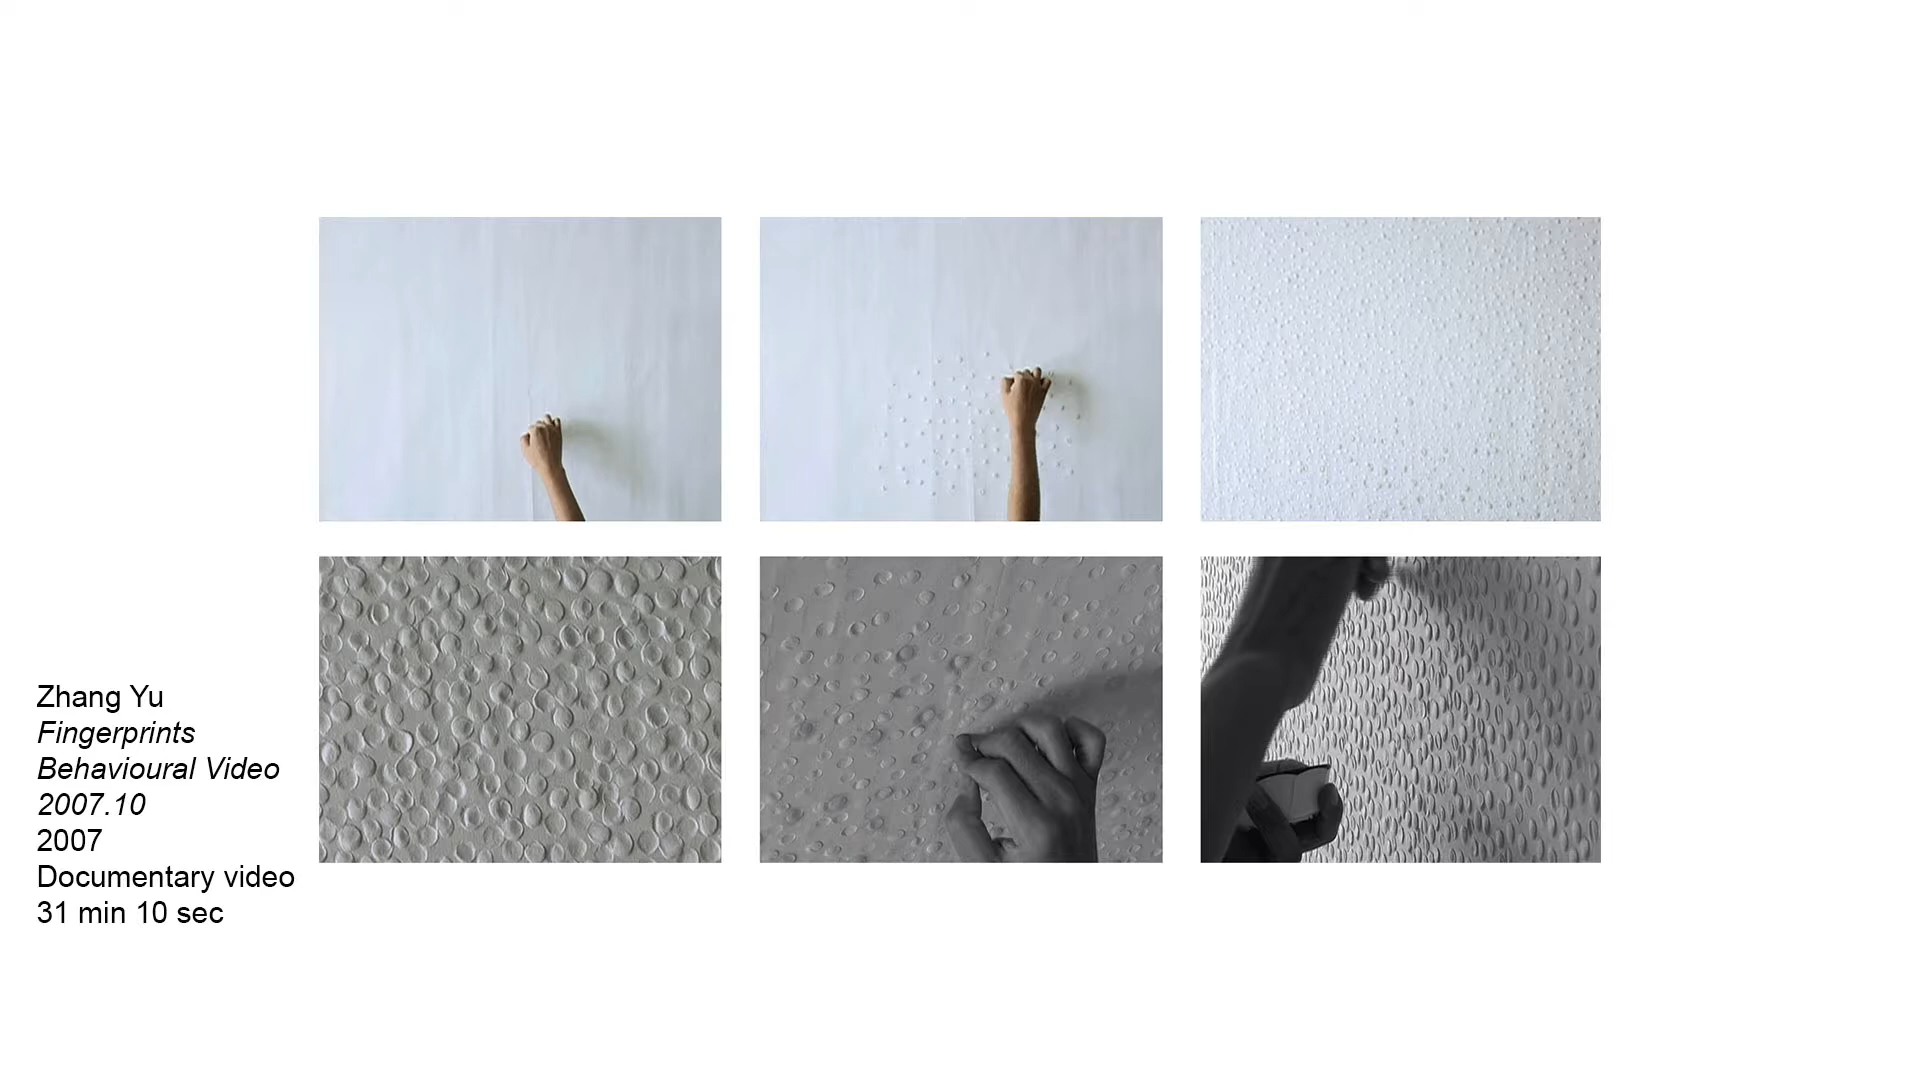 Zhang Yu
Fingerprints
Behavioural Video
2007.10
2007
Documentary video
31 min 10 sec